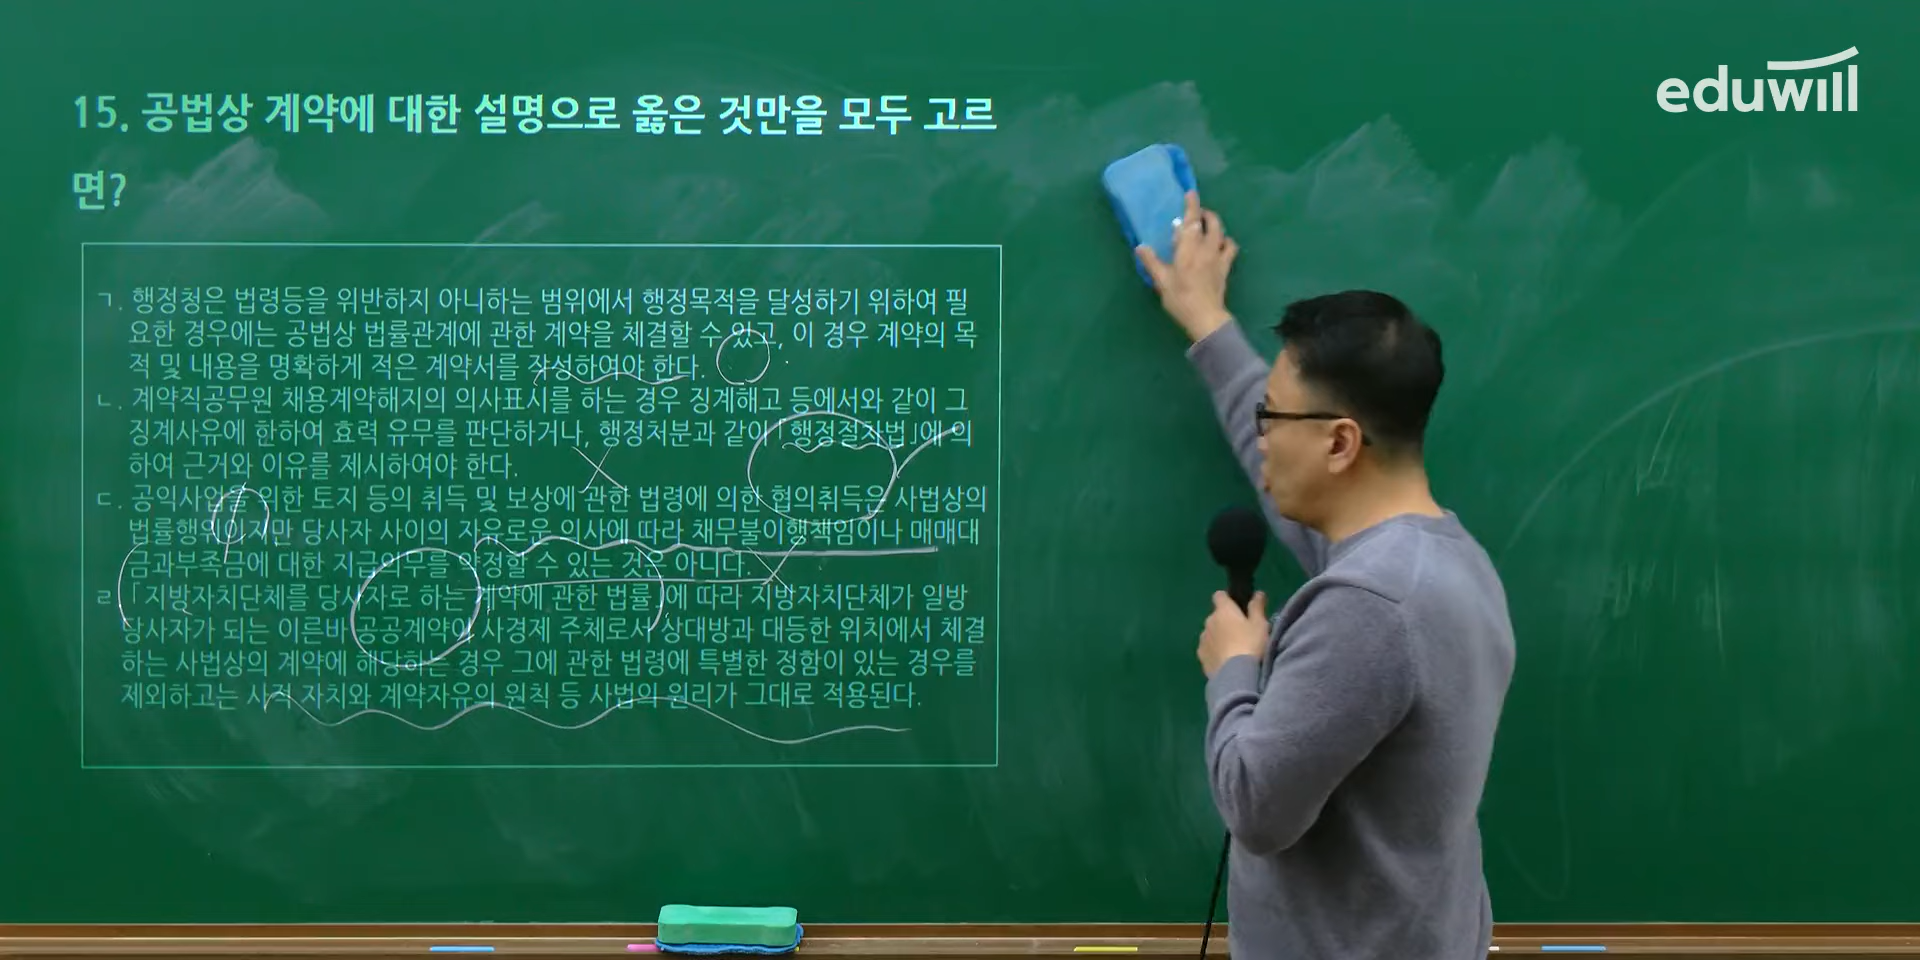 eduwill
15. 공법상 계약에 대한 설명으로 옳은 것만을 모두 고르
면?
ㄱ. 행정청은 법령등을 위반하지 아니하는 범위에서 행정목적을 달성하기 위하여 필
요한 경우에는 공법상 법률관계에 관한 계약을 체결할 수 있고, 이 경우 계약의 목
적 및 내용을 명확하게 적은 계약서를 작성하여야 한다.
ㄴ. 계약직공무원 채용계약해지의 의사표시를 하는 경우 징계해고 등에서와 같이 그
징계사유에 한하여 효력 유무를 판단하거나, 행정처분과 같이 「행정절차법」에 의
하여 근거와 이유를 제시하여야 한다.
ㄷ. 공익사업을 위한 토지 등의 취득 및 보상에 관한 법령에 의한 협의취득은 사법상의
법률행위이지만 당사자 사이의 자유로운 의사에 따라 채무불이행책임이나 매매대
금과부족금에 대한 지급의무를 약정할 수 있는 것은 아니다.
ㄹ. 「지방자치단체를 당사자로 하는 계약에 관한 법률」에 따라 지방자치단체가 일방
당사자가 되는 이른바 공공계약이 사경제 주체로서 상대방과 대등한 위치에서 체결
하는 사법상의 계약에 해당하는 경우 그에 관한 법령에 특별한 정함이 있는 경우를
제외하고는 사적 자치와 계약자유의 원칙 등 사법의 원리가 그대로 적용된다.